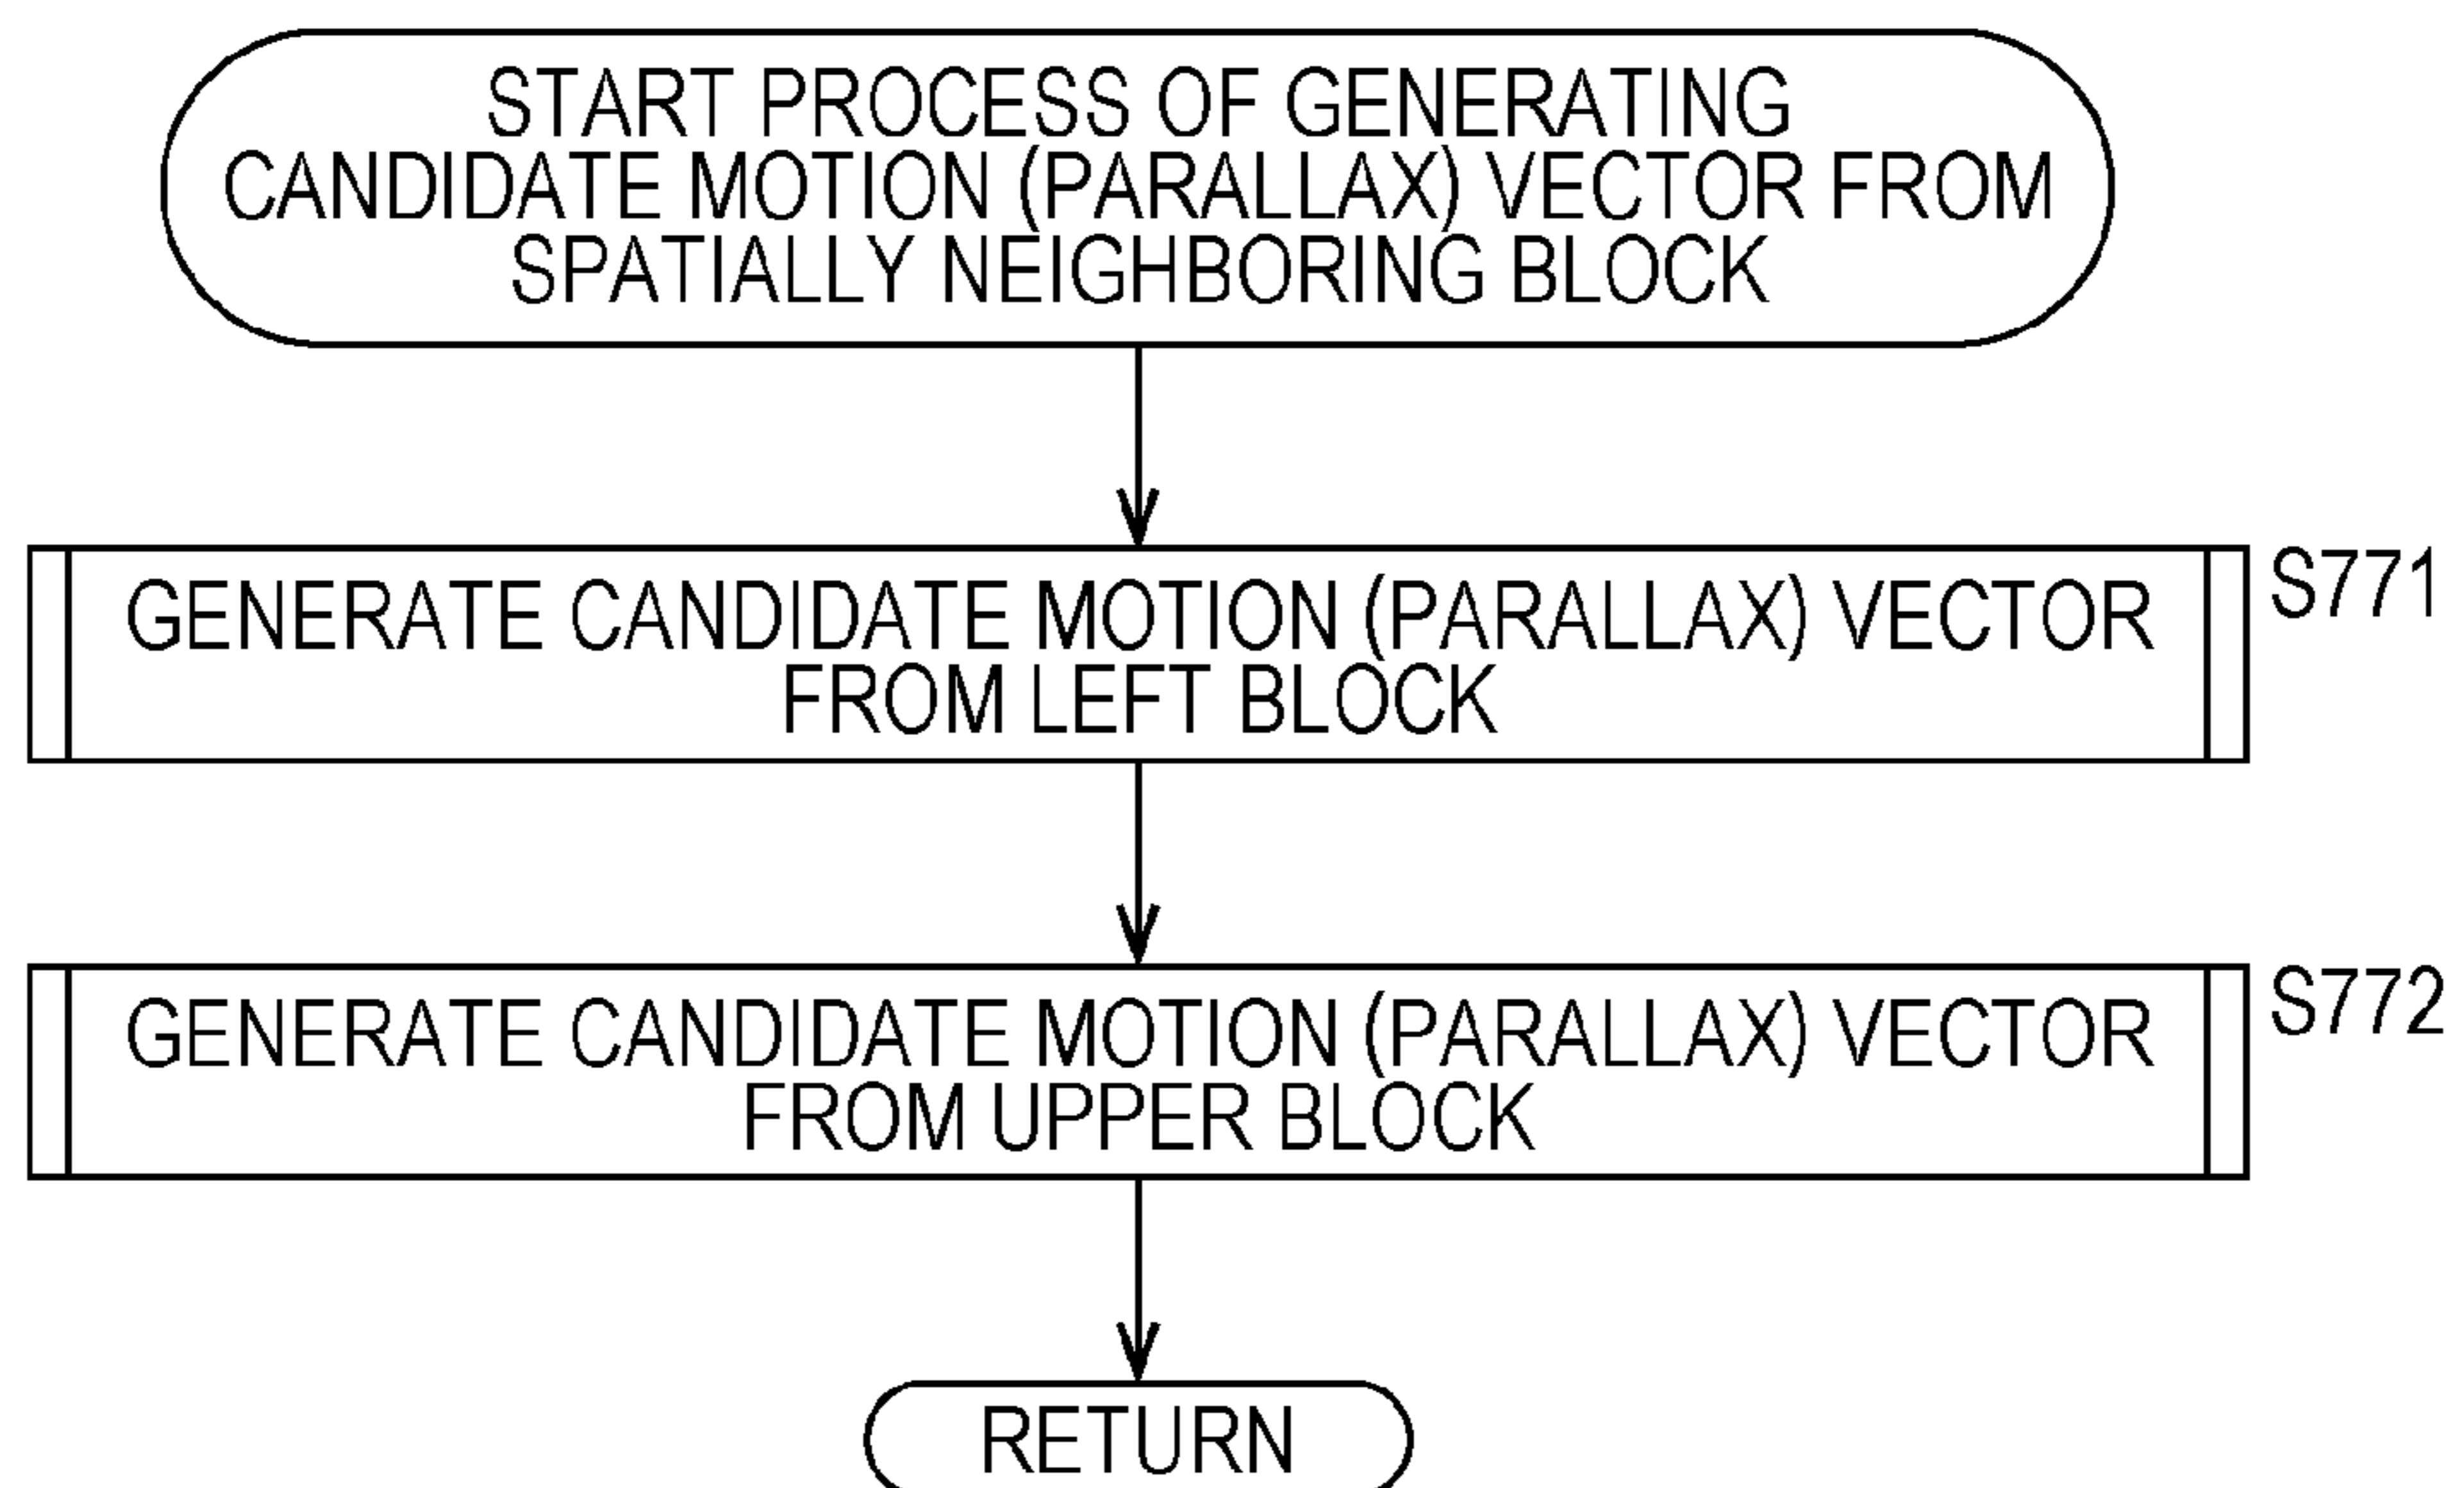 START PROCESS OF GENERATING
CANDIDATE MOTION (PARALLAX) VECTOR FROM
SPATIALLY NEIGHBORING BLOCK
GENERATE CANDIDATE MOTION (PARALLAX) VECTOR
FROM LEFT BLOCK
S771
GENERATE CANDIDATE MOTION (PARALLAX) VECTOR
FROM UPPER BLOCK
S772
RETURN